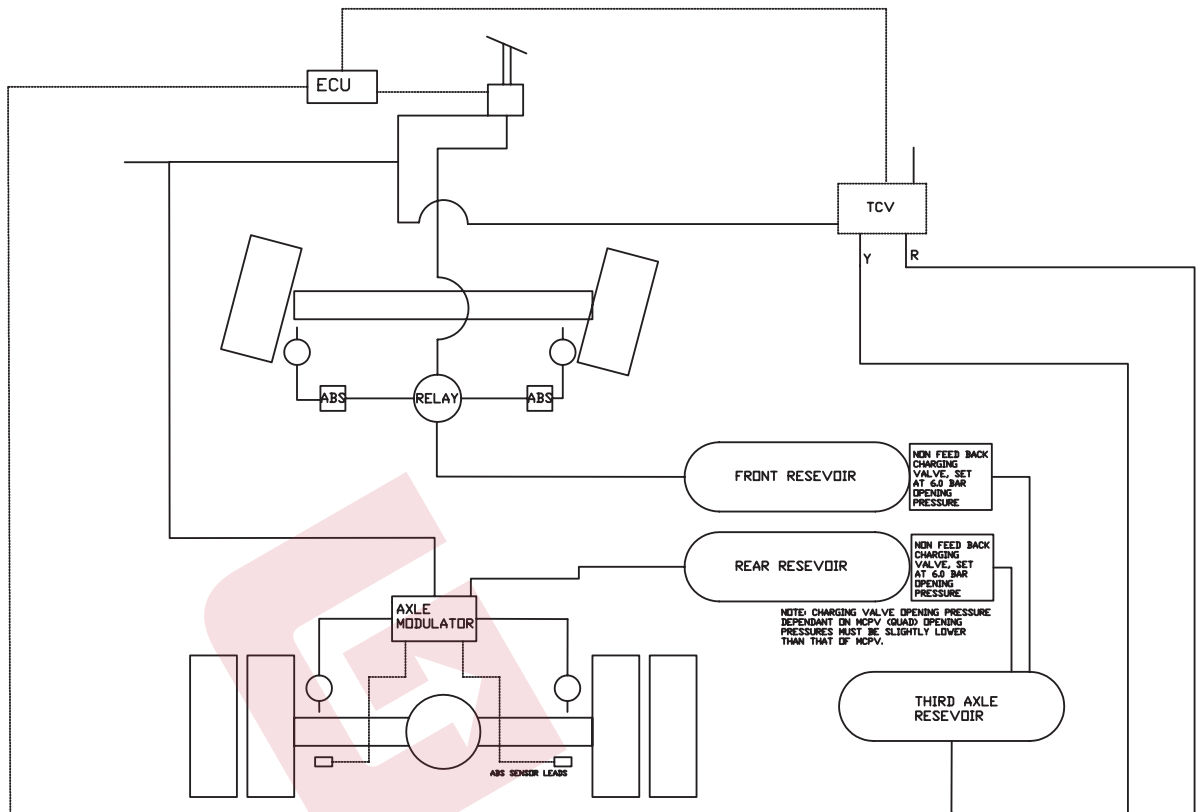 ECU
TCV
Y
R
ABS
RELAY
ABS
FRONT RESEVOIR
NON FEED BACK
CHARGING
VALVE, SET
AT 6.0 BAR
OPENING
PRESSURE
REAR RESEVOIR
NON FEED BACK
CHARGING
VALVE, SET
AT 6.0 BAR
OPENING
PRESSURE
NOTE: CHARGING VALVE OPENING PRESSURE
DEPENDANT ON MCPV (QUAD) OPENING
PRESSURES MUST BE SLIGHTLY LOWER
THAN THAT OF MCPV.
AXLE
MODULATOR
THIRD AXLE
RESEVOIR
ABS SENSOR LEADS